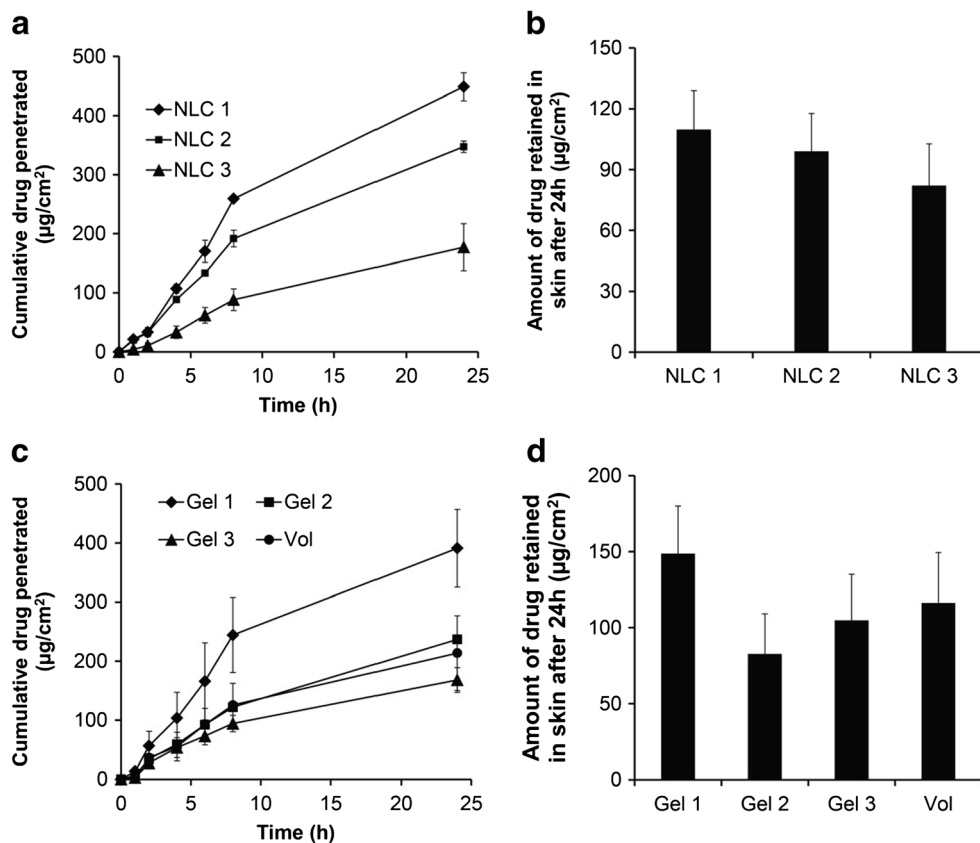 a
Cumulative drug penetrated
(µg/cm²)
500
400
300
200
100
0
NLC 1
NLC 2
NLC 3
0
5
10
15
20
25
Time (h)
b
Amount of drug retained in
skin after 24h (µg/cm²)
150
120
90
60
30
0
NLC 1
NLC 2
NLC 3
c
Cumulative drug penetrated
(µg/cm²)
500
400
300
200
100
0
Gel 1
Gel 2
Gel 3
Vol
0
5
10
15
20
25
Time (h)
d
Amount of drug retained
in skin after 24h (µg/cm²)
200
150
100
50
0
Gel 1
Gel 2
Gel 3
Vol